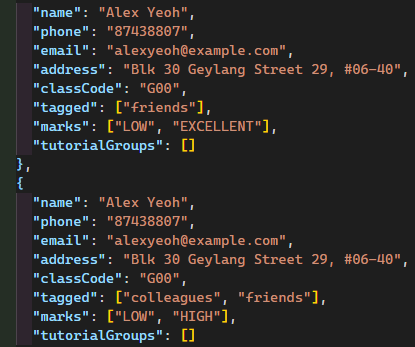 "name": "Alex Yeoh",
"phone": "87438807",
"email": "alexyeoh@example.com",
"address": "Blk 30 Geylang Street 29, #06-40",
"classCode": "G00",
"tagged": ["friends"],
"marks": ["LOW", "EXCELLENT"],
"tutorialGroups": []
},
{
"name": "Alex Yeoh",
"phone": "87438807",
"email": "alexyeoh@example.com",
"address": "Blk 30 Geylang Street 29, #06-40",
"classCode": "G00",
"tagged": ["colleagues", "friends"],
"marks": ["LOW", "HIGH"],
"tutorialGroups": []